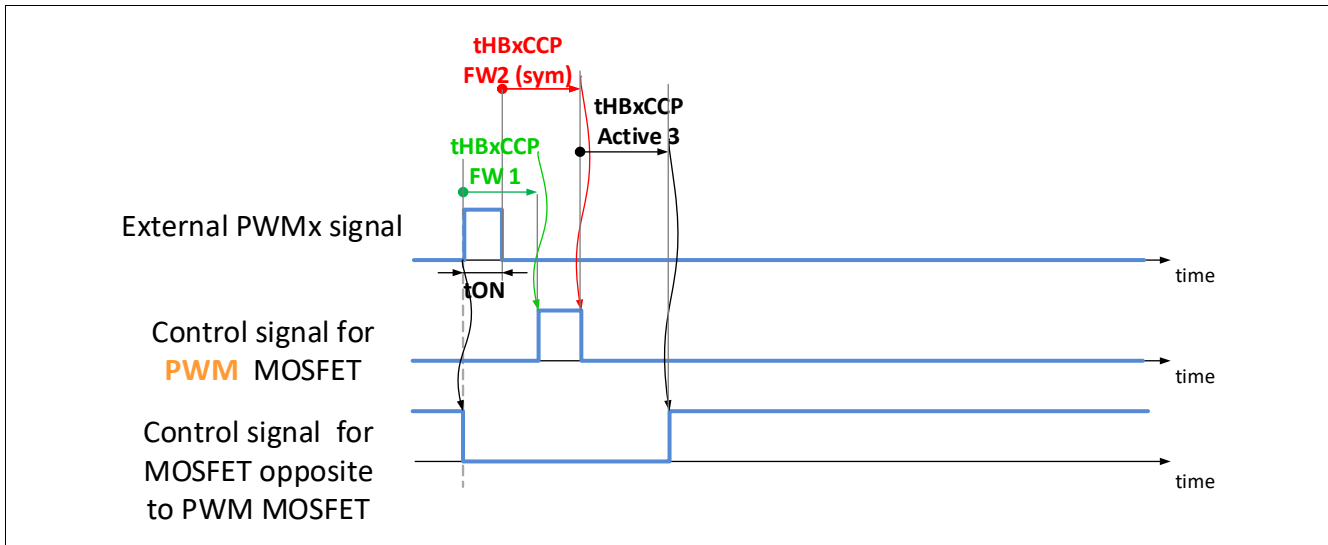 tHBxCCP
FW2 (sym)
tHBxCCP
Active 3
tHBxCCP
FW 1
External PWMx signal
time
tON
Control signal for
PWM MOSFET
time
Control signal for
MOSFET opposite
to PWM MOSFET
time